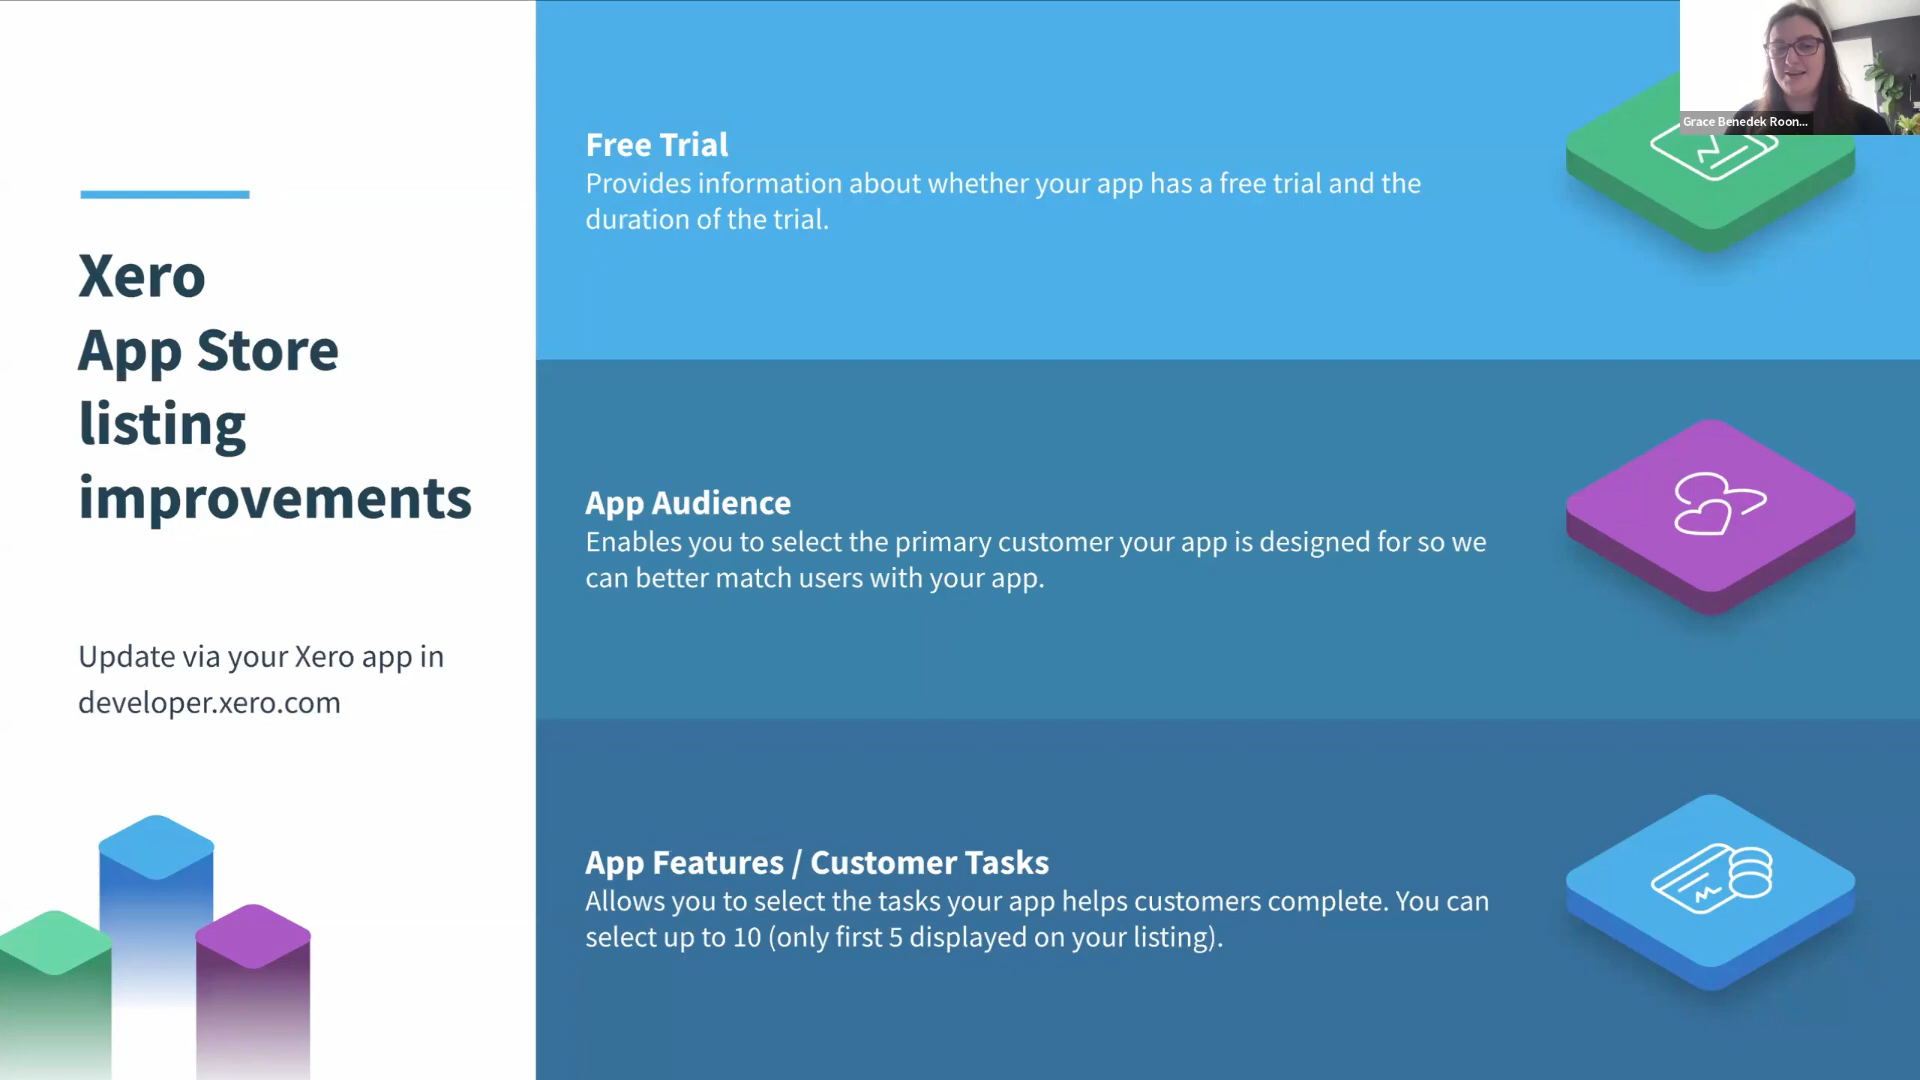 Xero
App Store
listing
improvements
Update via your Xero app in
developer.xero.com
Free Trial
Provides information about whether your app has a free trial and the
duration of the trial.
App Audience
Enables you to select the primary customer your app is designed for so we
can better match users with your app.
App Features / Customer Tasks
Allows you to select the tasks your app helps customers complete. You can
select up to 10 (only first 5 displayed on your listing).
Grace Benedek Roon...